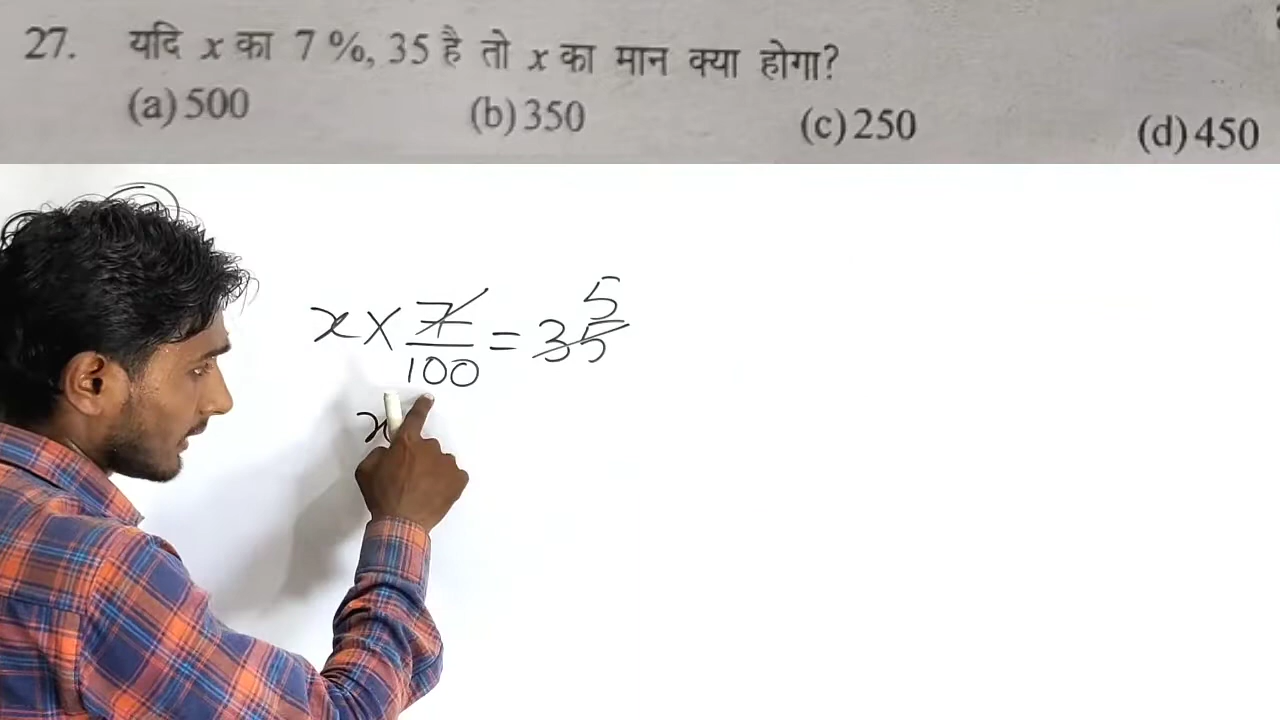 27. यदि x का 7 %, 35 है तो x का मान क्या होगा?
(a) 500 (b) 350 (c) 250 (d) 450
5
x × 7/100 = 35
x